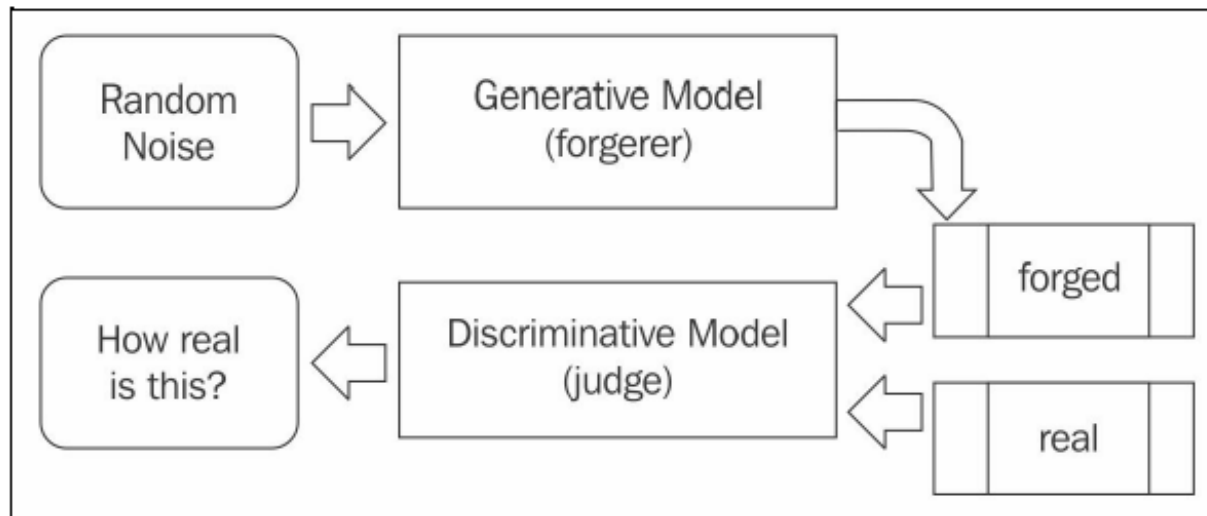 Random
Noise
Generative Model
(forgerer)
forged
How real
is this?
Discriminative Model
(judge)
real